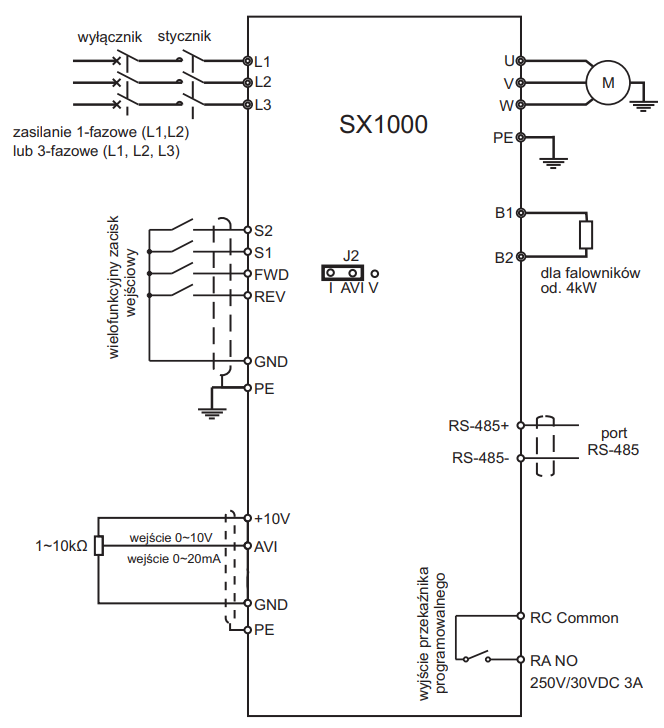 wyłącznik
stycznik
L1
L2
L3
zasilanie 1-fazowe (L1,L2)
lub 3-fazowe (L1, L2, L3)
SX1000
U
V
W
M
PE
B1
B2
dla falowników
od. 4kW
wielofunkcyjny zacisk
wejściowy
S2
S1
FWD
REV
GND
PE
J2
I AVI V
RS-485+
RS-485-
port
RS-485
1~10kΩ
+10V
wejście 0~10V
AVI
wejście 0~20mA
GND
PE
wyjście przekaźnika
programowalnego
RC Common
RA NO
250V/30VDC 3A